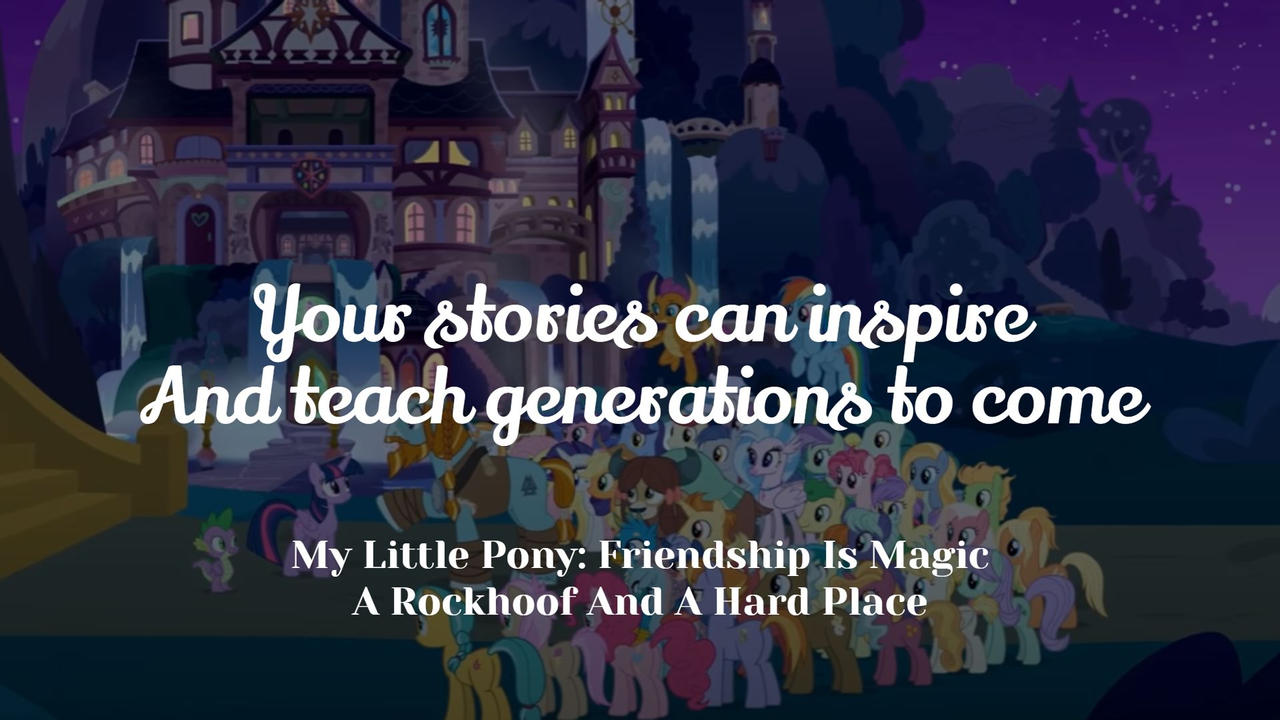 Your stories can inspire
And teach generations to come
My Little Pony: Friendship Is Magic
A Rockhoof And A Hard Place